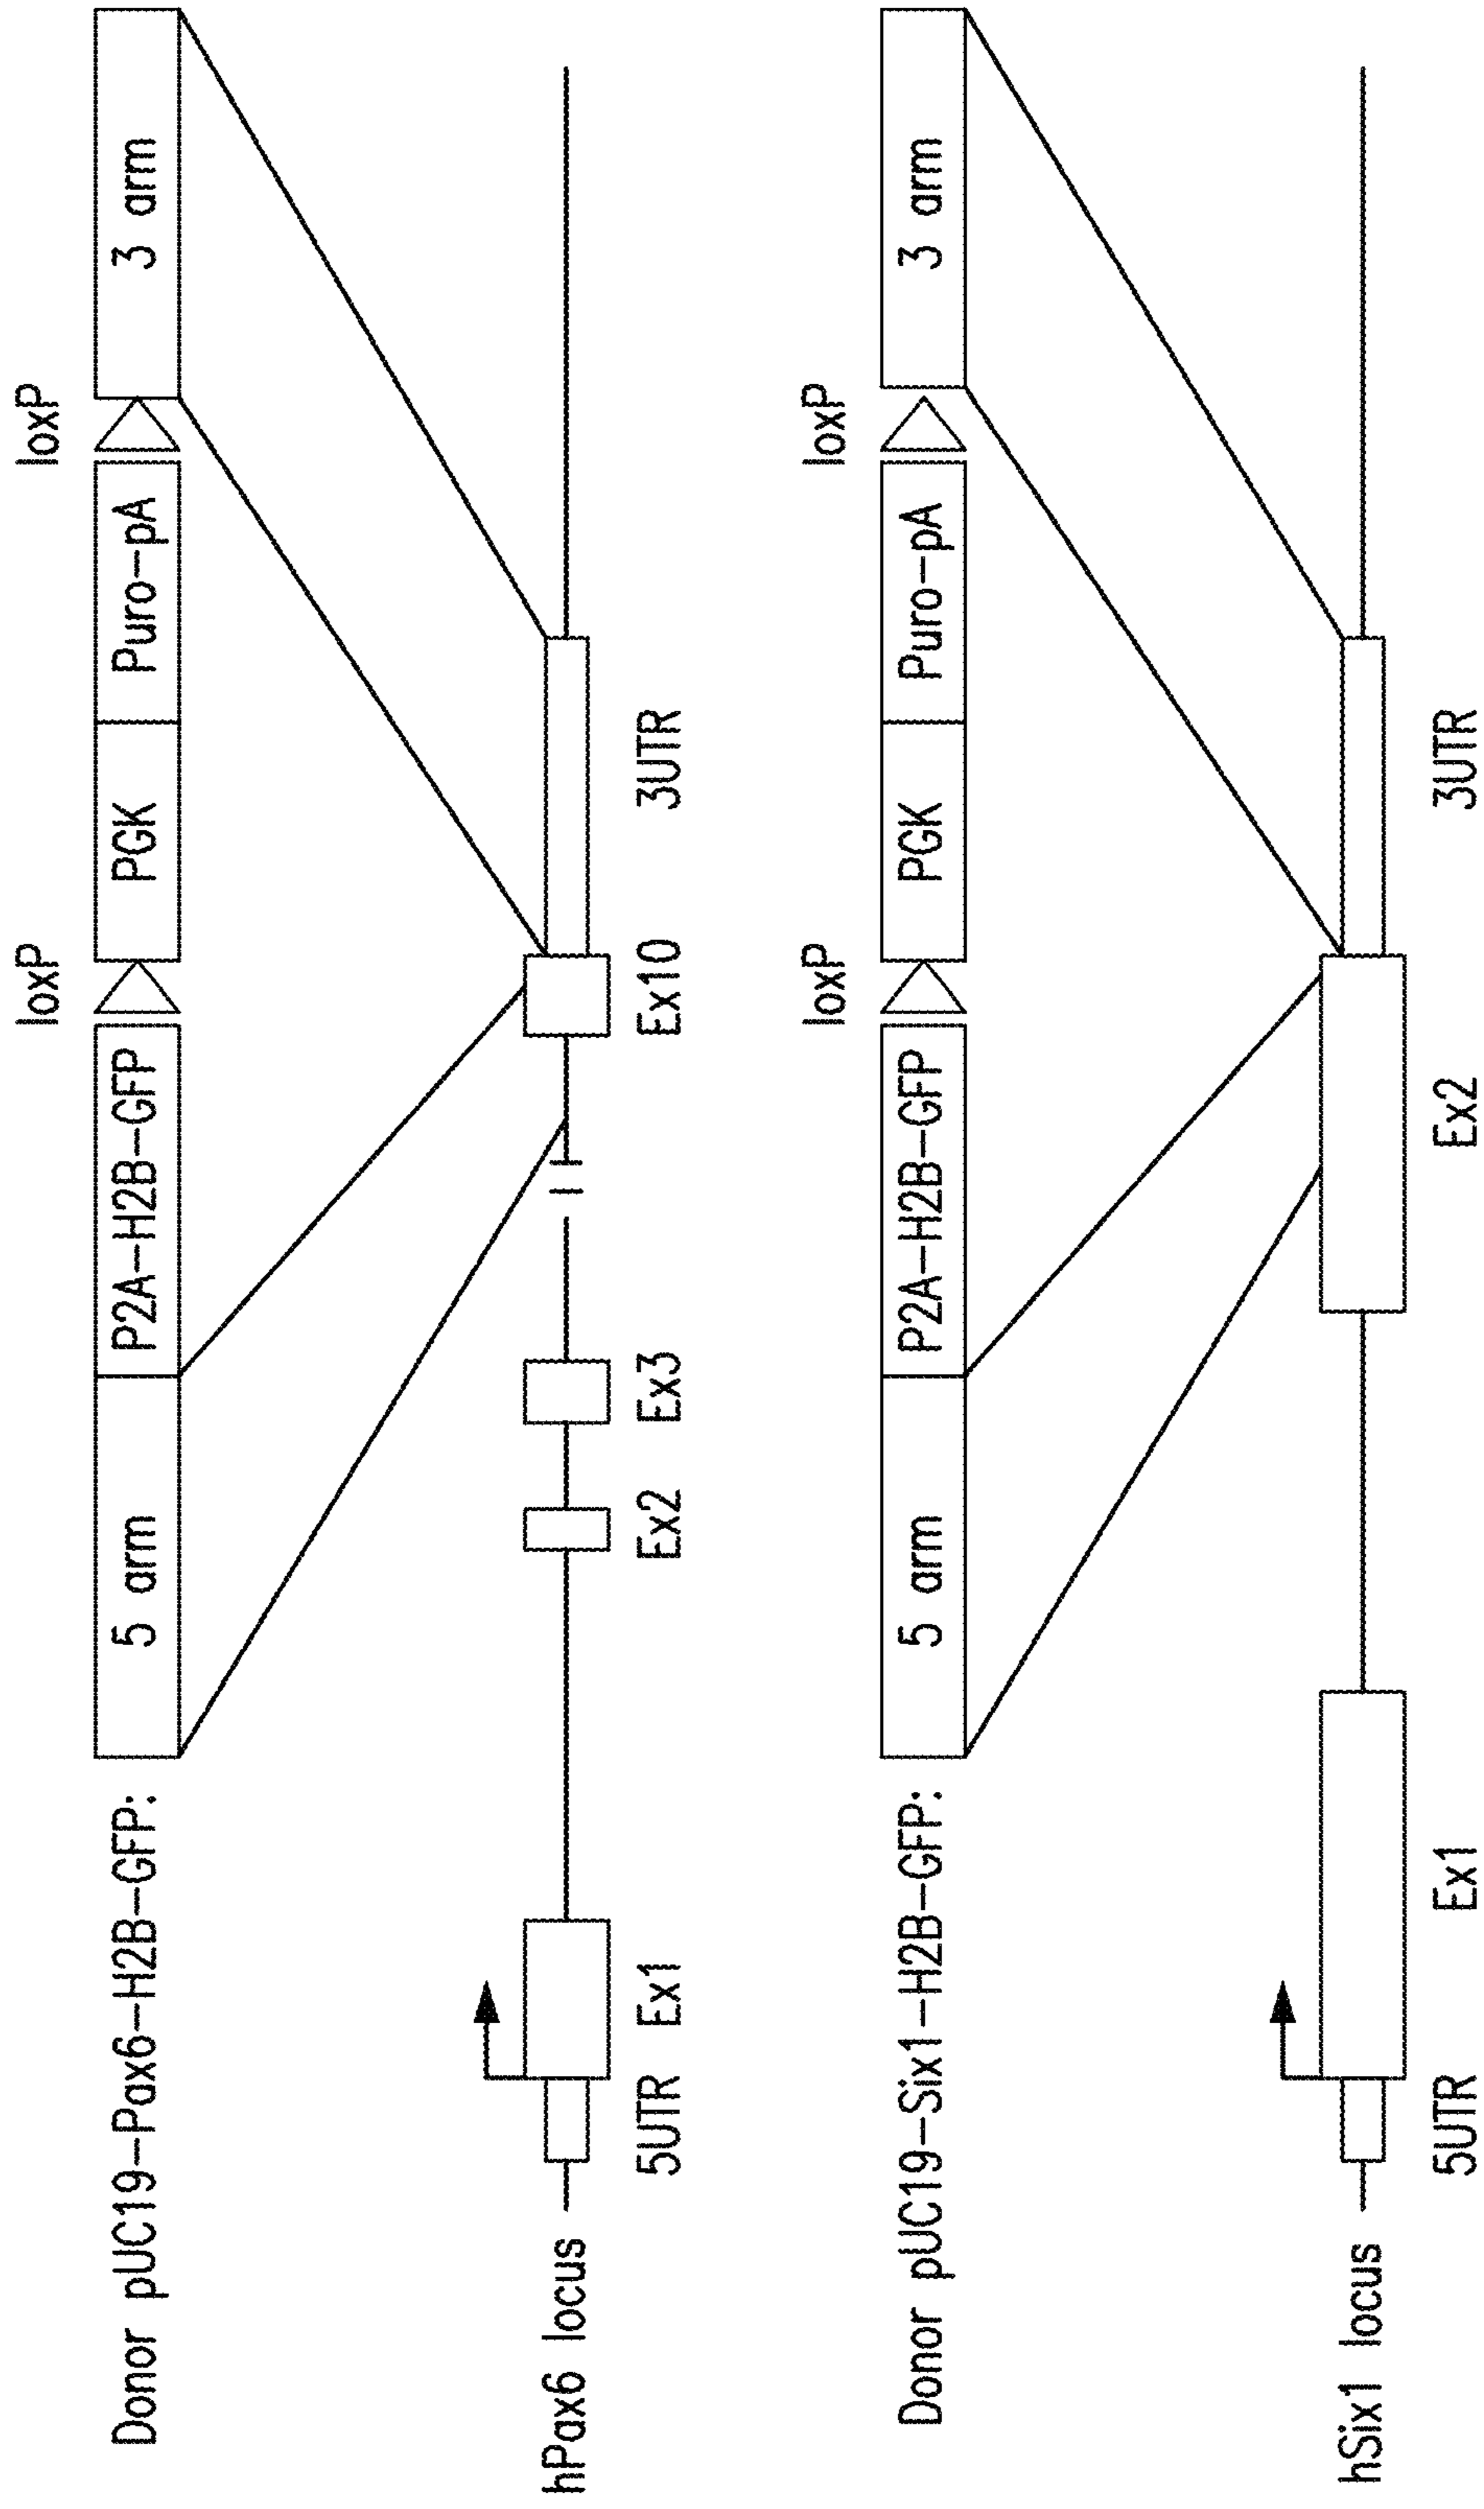 loxP loxP
Donor pUC19-Pax6-H2B-GFP: 5 arm P2A-H2B-GFP PGK Puro-pA 3 arm
hPax6 locus
5UTR Ex1 Ex2 Ex3 Ex10 3UTR
loxP loxP
Donor pUC19-Six1-H2B-GFP: 5 arm P2A-H2B-GFP PGK Puro-pA 3 arm
hSix1 locus
5UTR Ex1 Ex2 3UTR